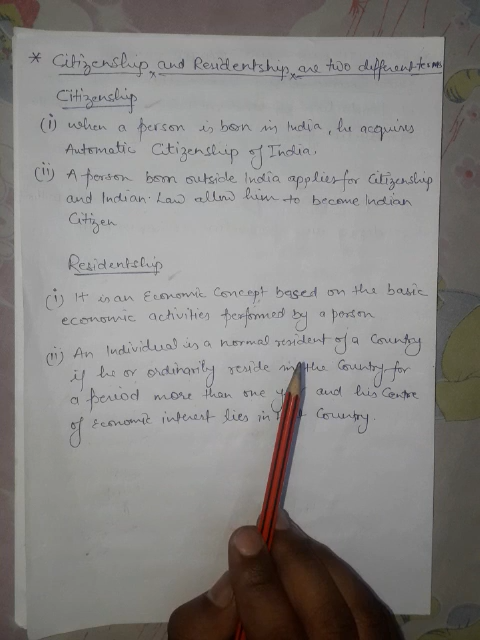 * Citizenship and Residentship are two different terms
Citizenship
(i) when a person is born in India, he acquires
Automatic Citizenship of India.
(ii) A person born outside India applies for Citizenship
and Indian Law allow him to become Indian
Citizen
Residentship
(i) It is an Economic Concept based on the basic
economic activities performed by a person
(ii) An Individual is a normal resident of a Country
if he or ordinarily reside in the Country for
a period more than one and his Centre
of economic interest lies in Country.